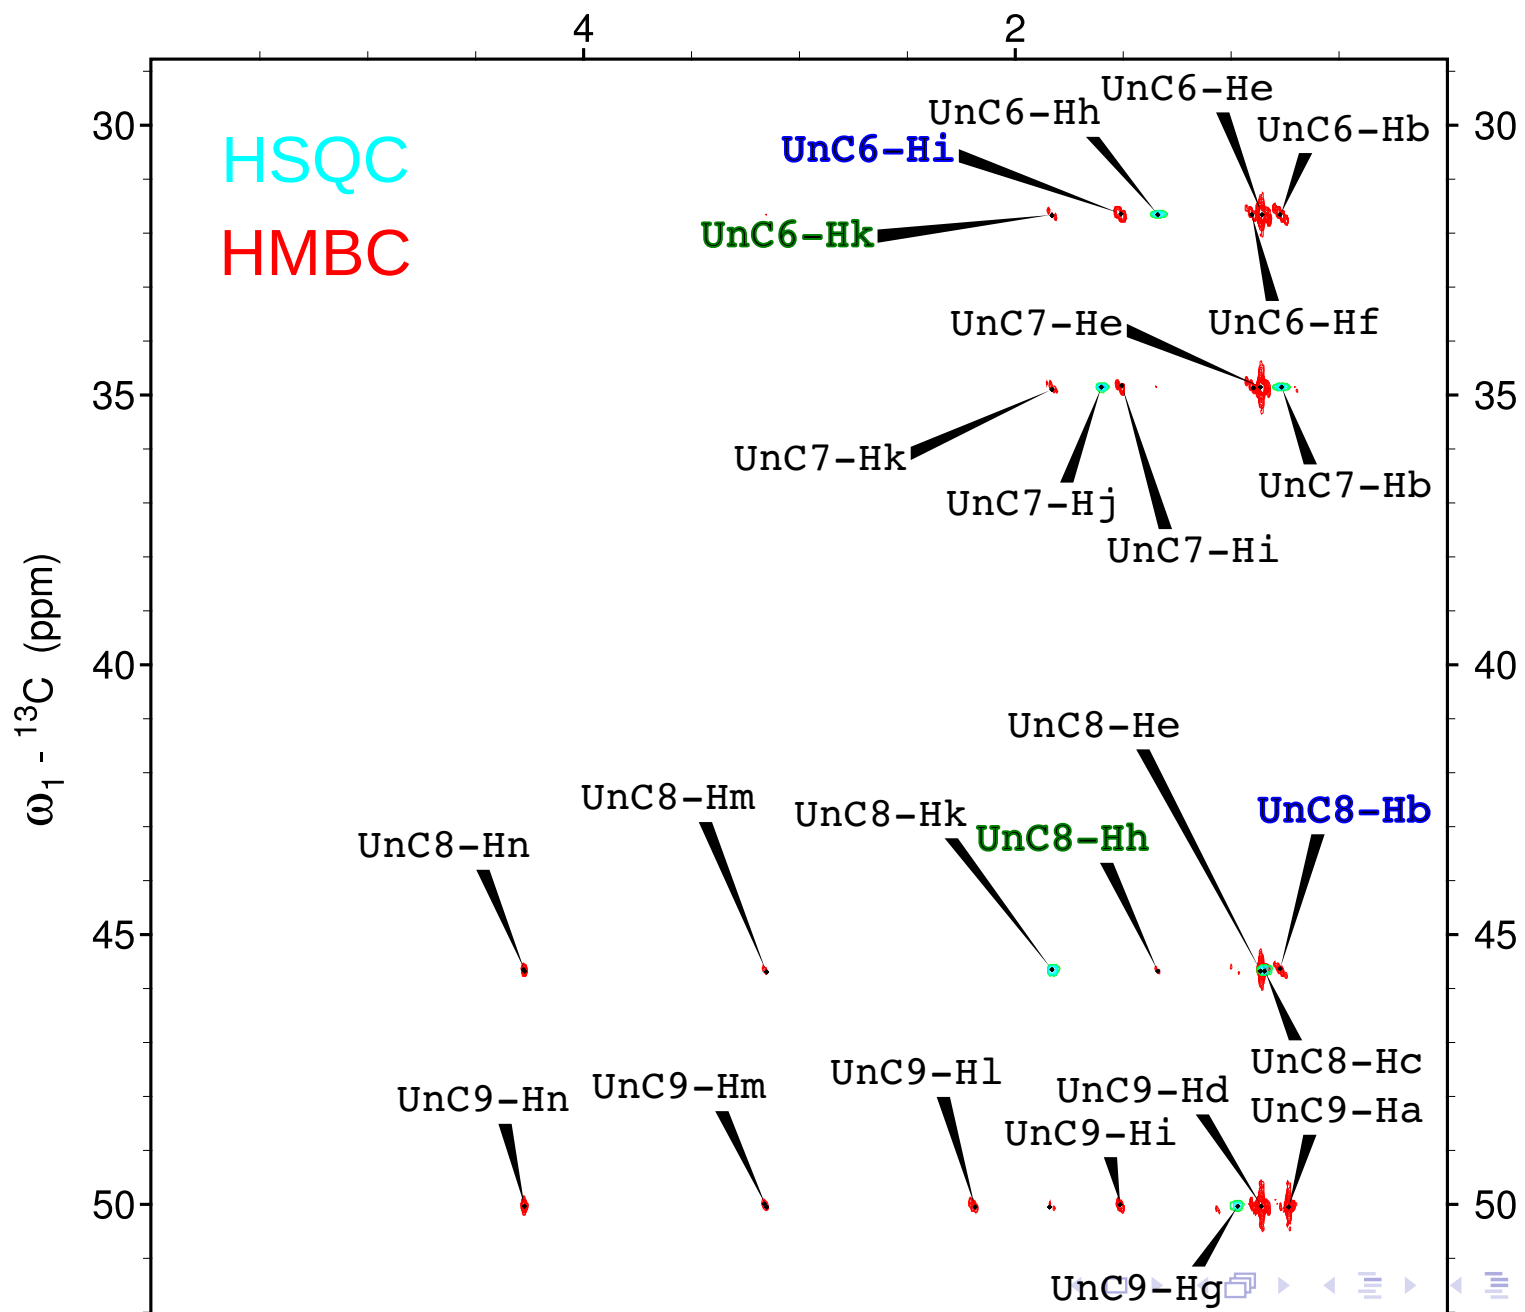 4 2
UnC6-He
UnC6-Hh
UnC6-Hb
30 30
HSQC
UnC6-Hi
UnC6-Hk
HMBC
UnC7-He
UnC6-Hf
35 35
UnC7-Hk
UnC7-Hb
UnC7-Hj
UnC7-Hi
ω1 - 13C (ppm)
40 40
UnC8-He
UnC8-Hm
UnC8-Hk
UnC8-Hb
UnC8-Hn
UnC8-Hh
45 45
UnC8-Hc
UnC9-Hl
UnC9-Hm
UnC9-Hd
UnC9-Hn
UnC9-Ha
UnC9-Hi
50 50
UnC9-Hg